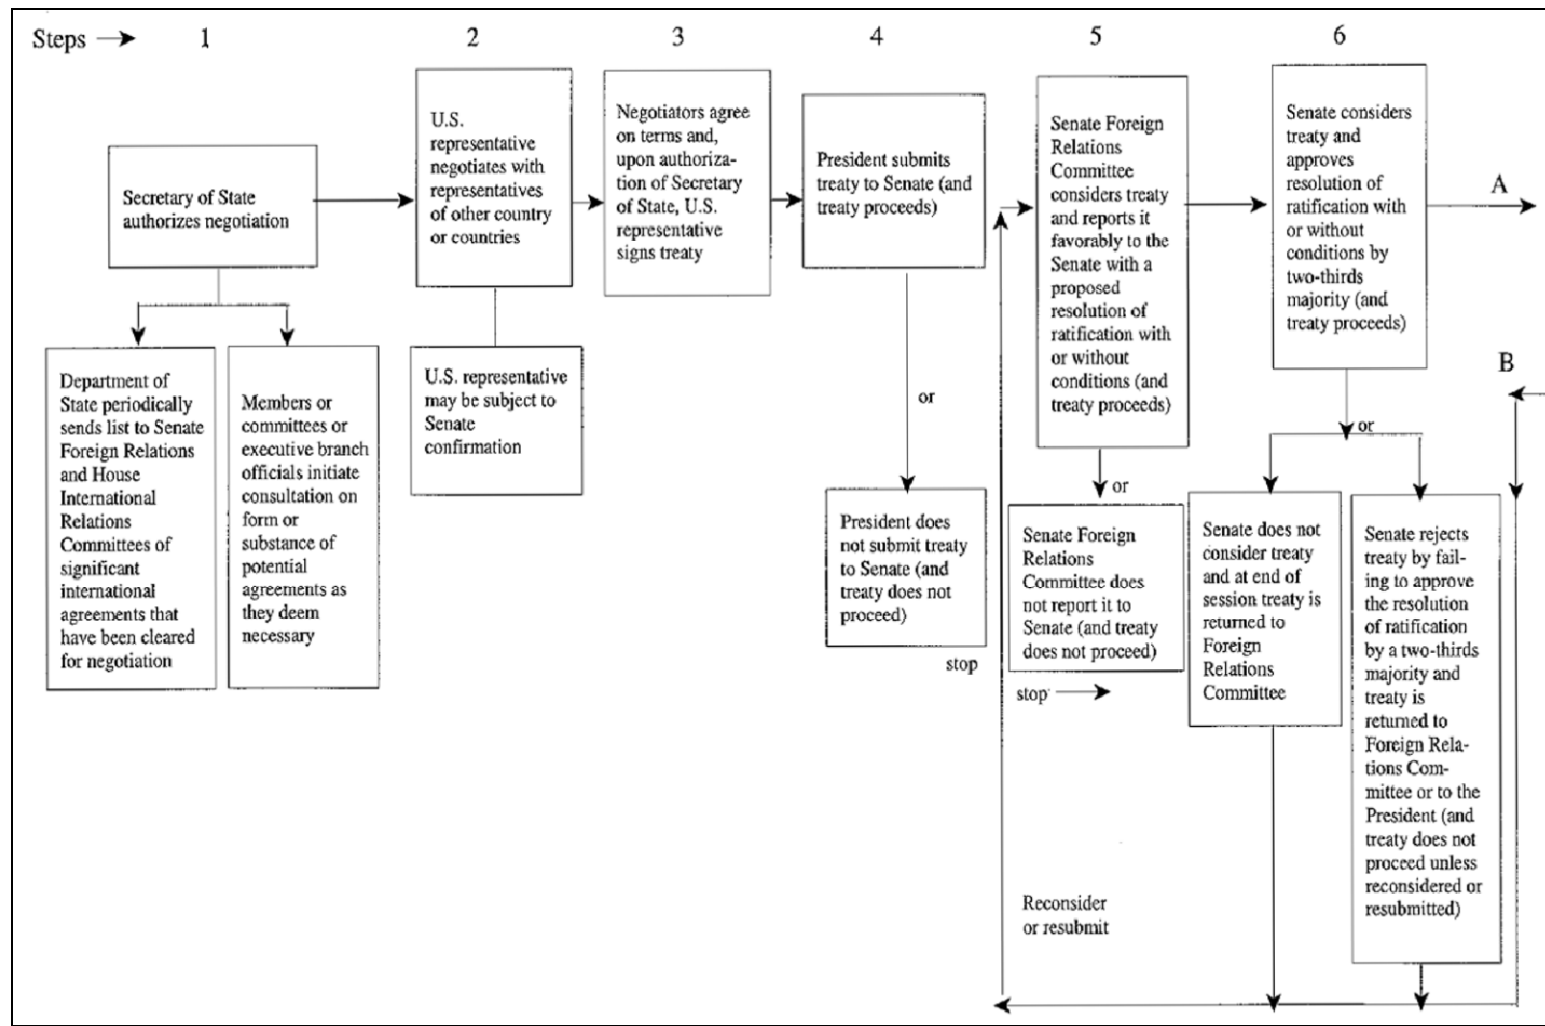 Steps → 1 2 3 4 5 6
Secretary of State
authorizes negotiation
Department of
State periodically
sends list to Senate
Foreign Relations
and House
International
Relations
Committees of
significant
international
agreements that
have been cleared
for negotiation
Members or
committees or
executive branch
officials initiate
consultation on
form or
substance of
potential
agreements as
they deem
necessary
U.S.
representative
negotiates with
representatives
of other country
or countries
U.S. representative
may be subject to
Senate
confirmation
Negotiators agree
on terms and,
upon authoriza-
tion of Secretary
of State, U.S.
representative
signs treaty
President submits
treaty to Senate (and
treaty proceeds)
or
President does
not submit treaty
to Senate (and
treaty does not
proceed)
stop
Senate Foreign
Relations
Committee
considers treaty
and reports it
favorably to the
Senate with a
proposed
resolution of
ratification with
or without
conditions (and
treaty proceeds)
or
Senate Foreign
Relations
Committee does
not report it to
Senate (and treaty
does not proceed)
stop →
Reconsider
or resubmit
Senate considers
treaty and
approves
resolution of
ratification with
or without
conditions by
two-thirds
majority (and
treaty proceeds)
or
Senate does not
consider treaty
and at end of
session treaty is
returned to
Foreign
Relations
Committee
Senate rejects
treaty by fail-
ing to approve
the resolution
of ratification
by a two-thirds
majority and
treaty is
returned to
Foreign Rela-
tions Com-
mittee or to the
President (and
treaty does not
proceed unless
reconsidered or
resubmitted)
A
B